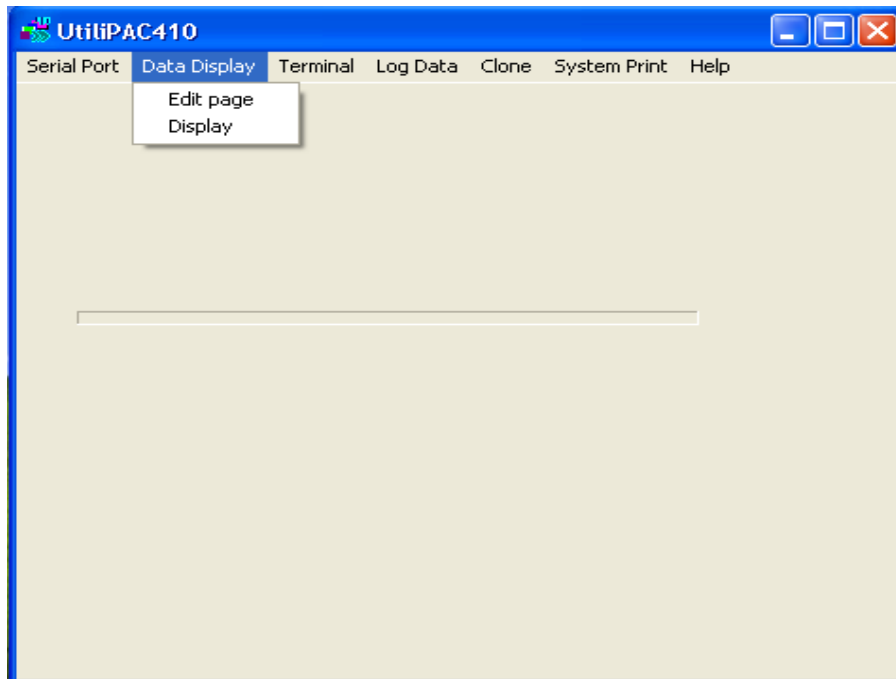 UtiliPAC410
Serial Port Data Display Terminal Log Data Clone System Print Help
Edit page
Display